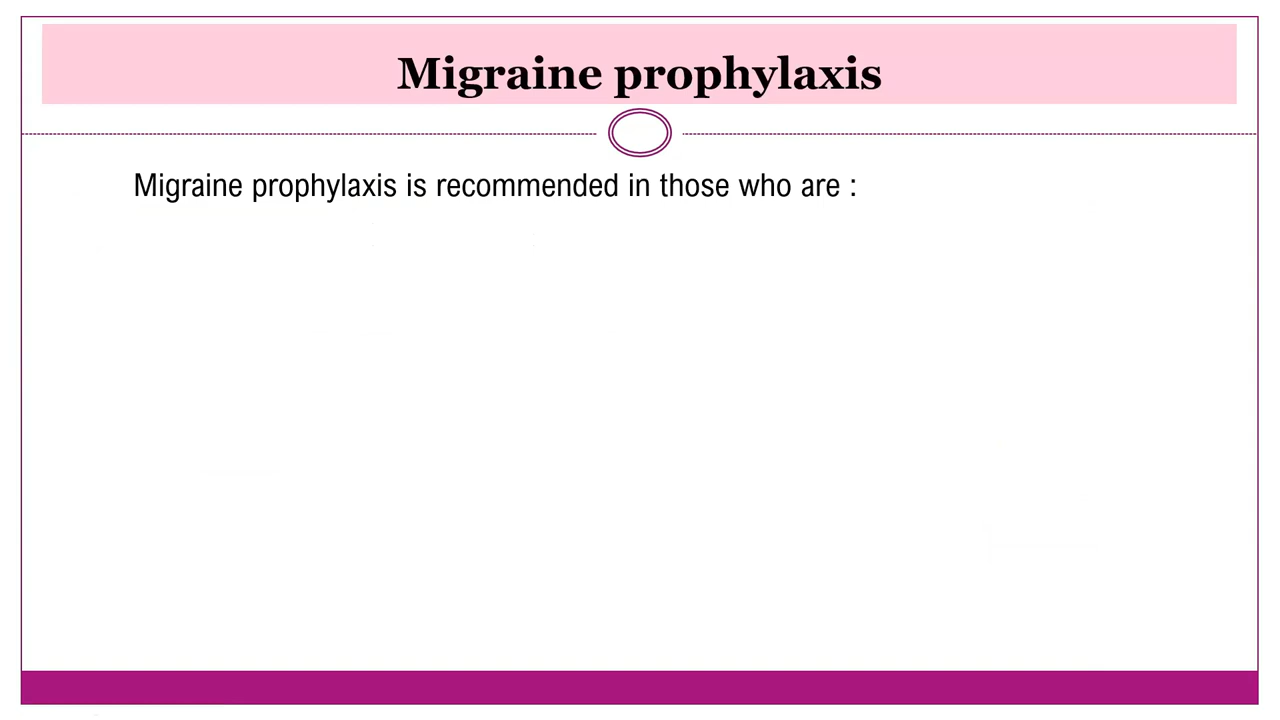 Migraine prophylaxis
Migraine prophylaxis is recommended in those who are :